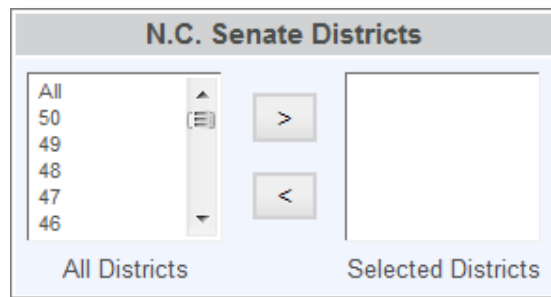 N.C. Senate Districts
All
50
49
48
47
46
>
<
All Districts
Selected Districts